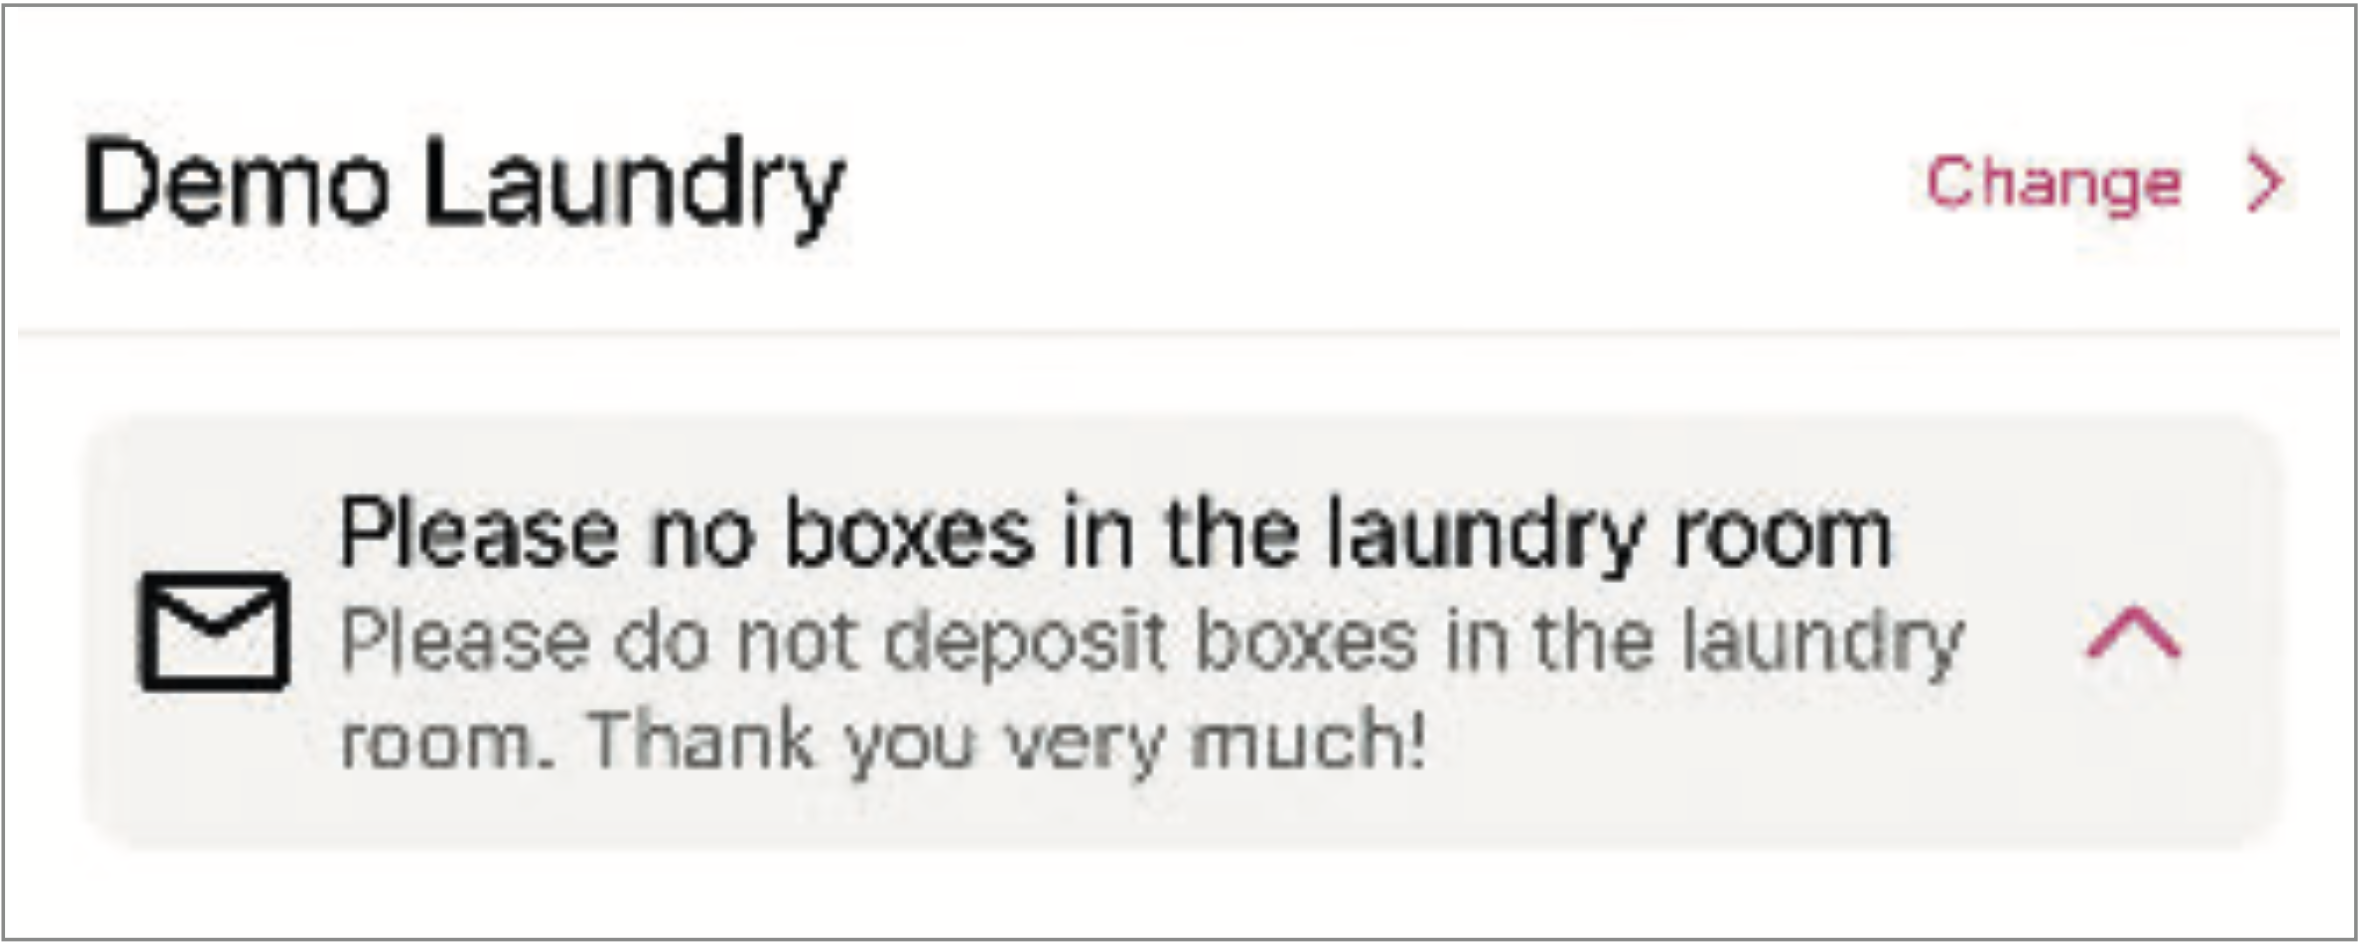 Demo Laundry
Change
Please no boxes in the laundry room
Please do not deposit boxes in the laundry
room. Thank you very much!